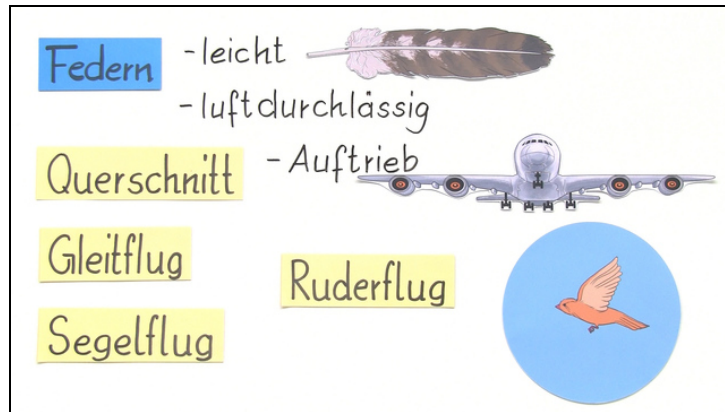 Federn
-leicht
-luftdurchlässig
Querschnitt
-Auftrieb
Gleitflug
Ruderflug
Segelflug